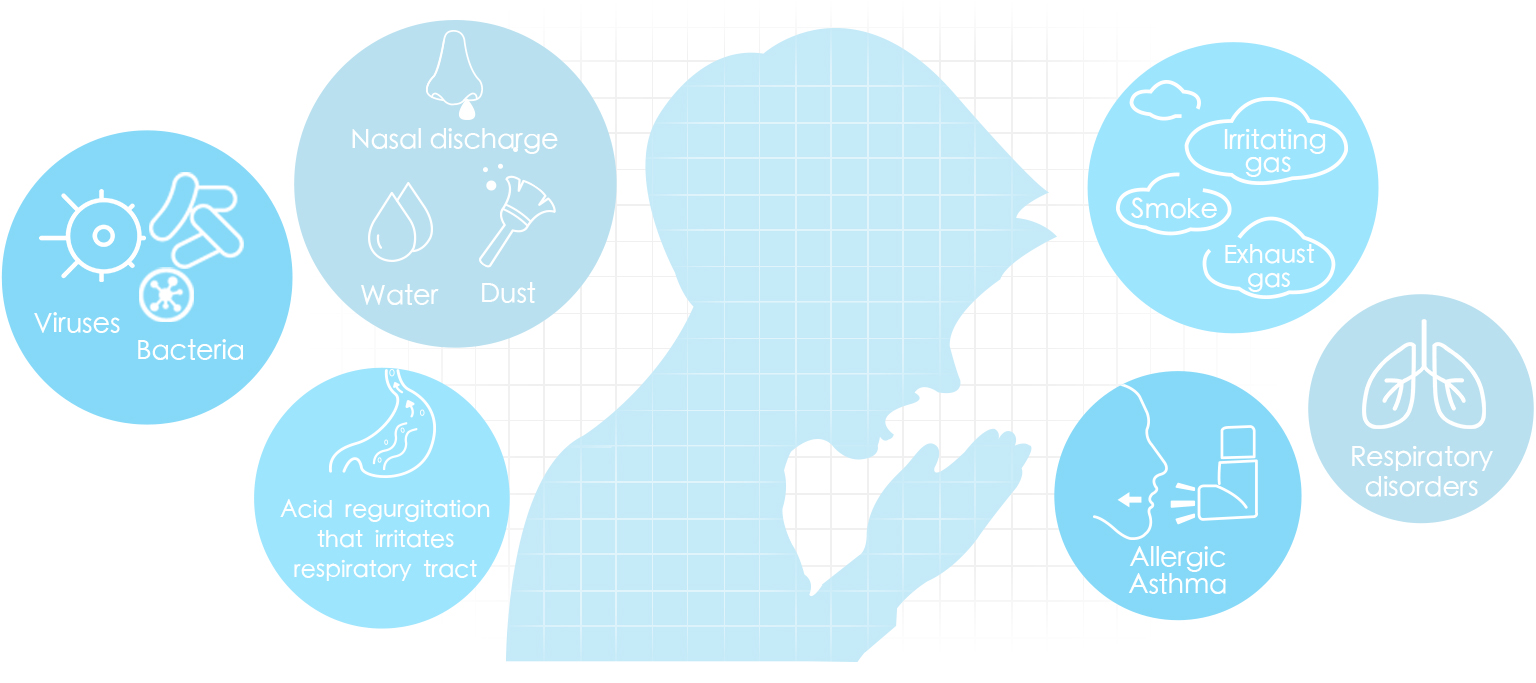 Nasal discharge
Water
Dust
Viruses
Bacteria
Acid regurgitation
that irritates
respiratory tract
Irritating
gas
Smoke
Exhaust
gas
Respiratory
disorders
Allergic
Asthma